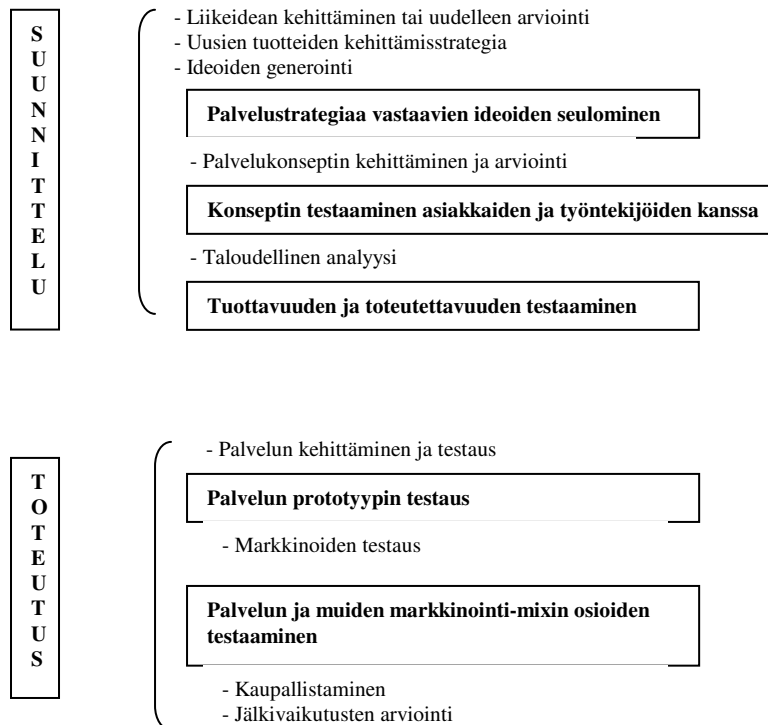 SUUNNITTELU
- Liikeidean kehittäminen tai uudelleen arviointi
- Uusien tuotteiden kehittämisstrategia
- Ideoiden generointi
Palvelustrategiaa vastaavien ideoiden seulominen
- Palvelukonseptin kehittäminen ja arviointi
Konseptin testaaminen asiakkaiden ja työntekijöiden kanssa
- Taloudellinen analyysi
Tuottavuuden ja toteutettavuuden testaaminen
TOTEUTUS
- Palvelun kehittäminen ja testaus
Palvelun prototyypin testaus
- Markkinoiden testaus
Palvelun ja muiden markkinointi-mixin osioiden
testaaminen
- Kaupallistaminen
- Jälkivaikutusten arviointi